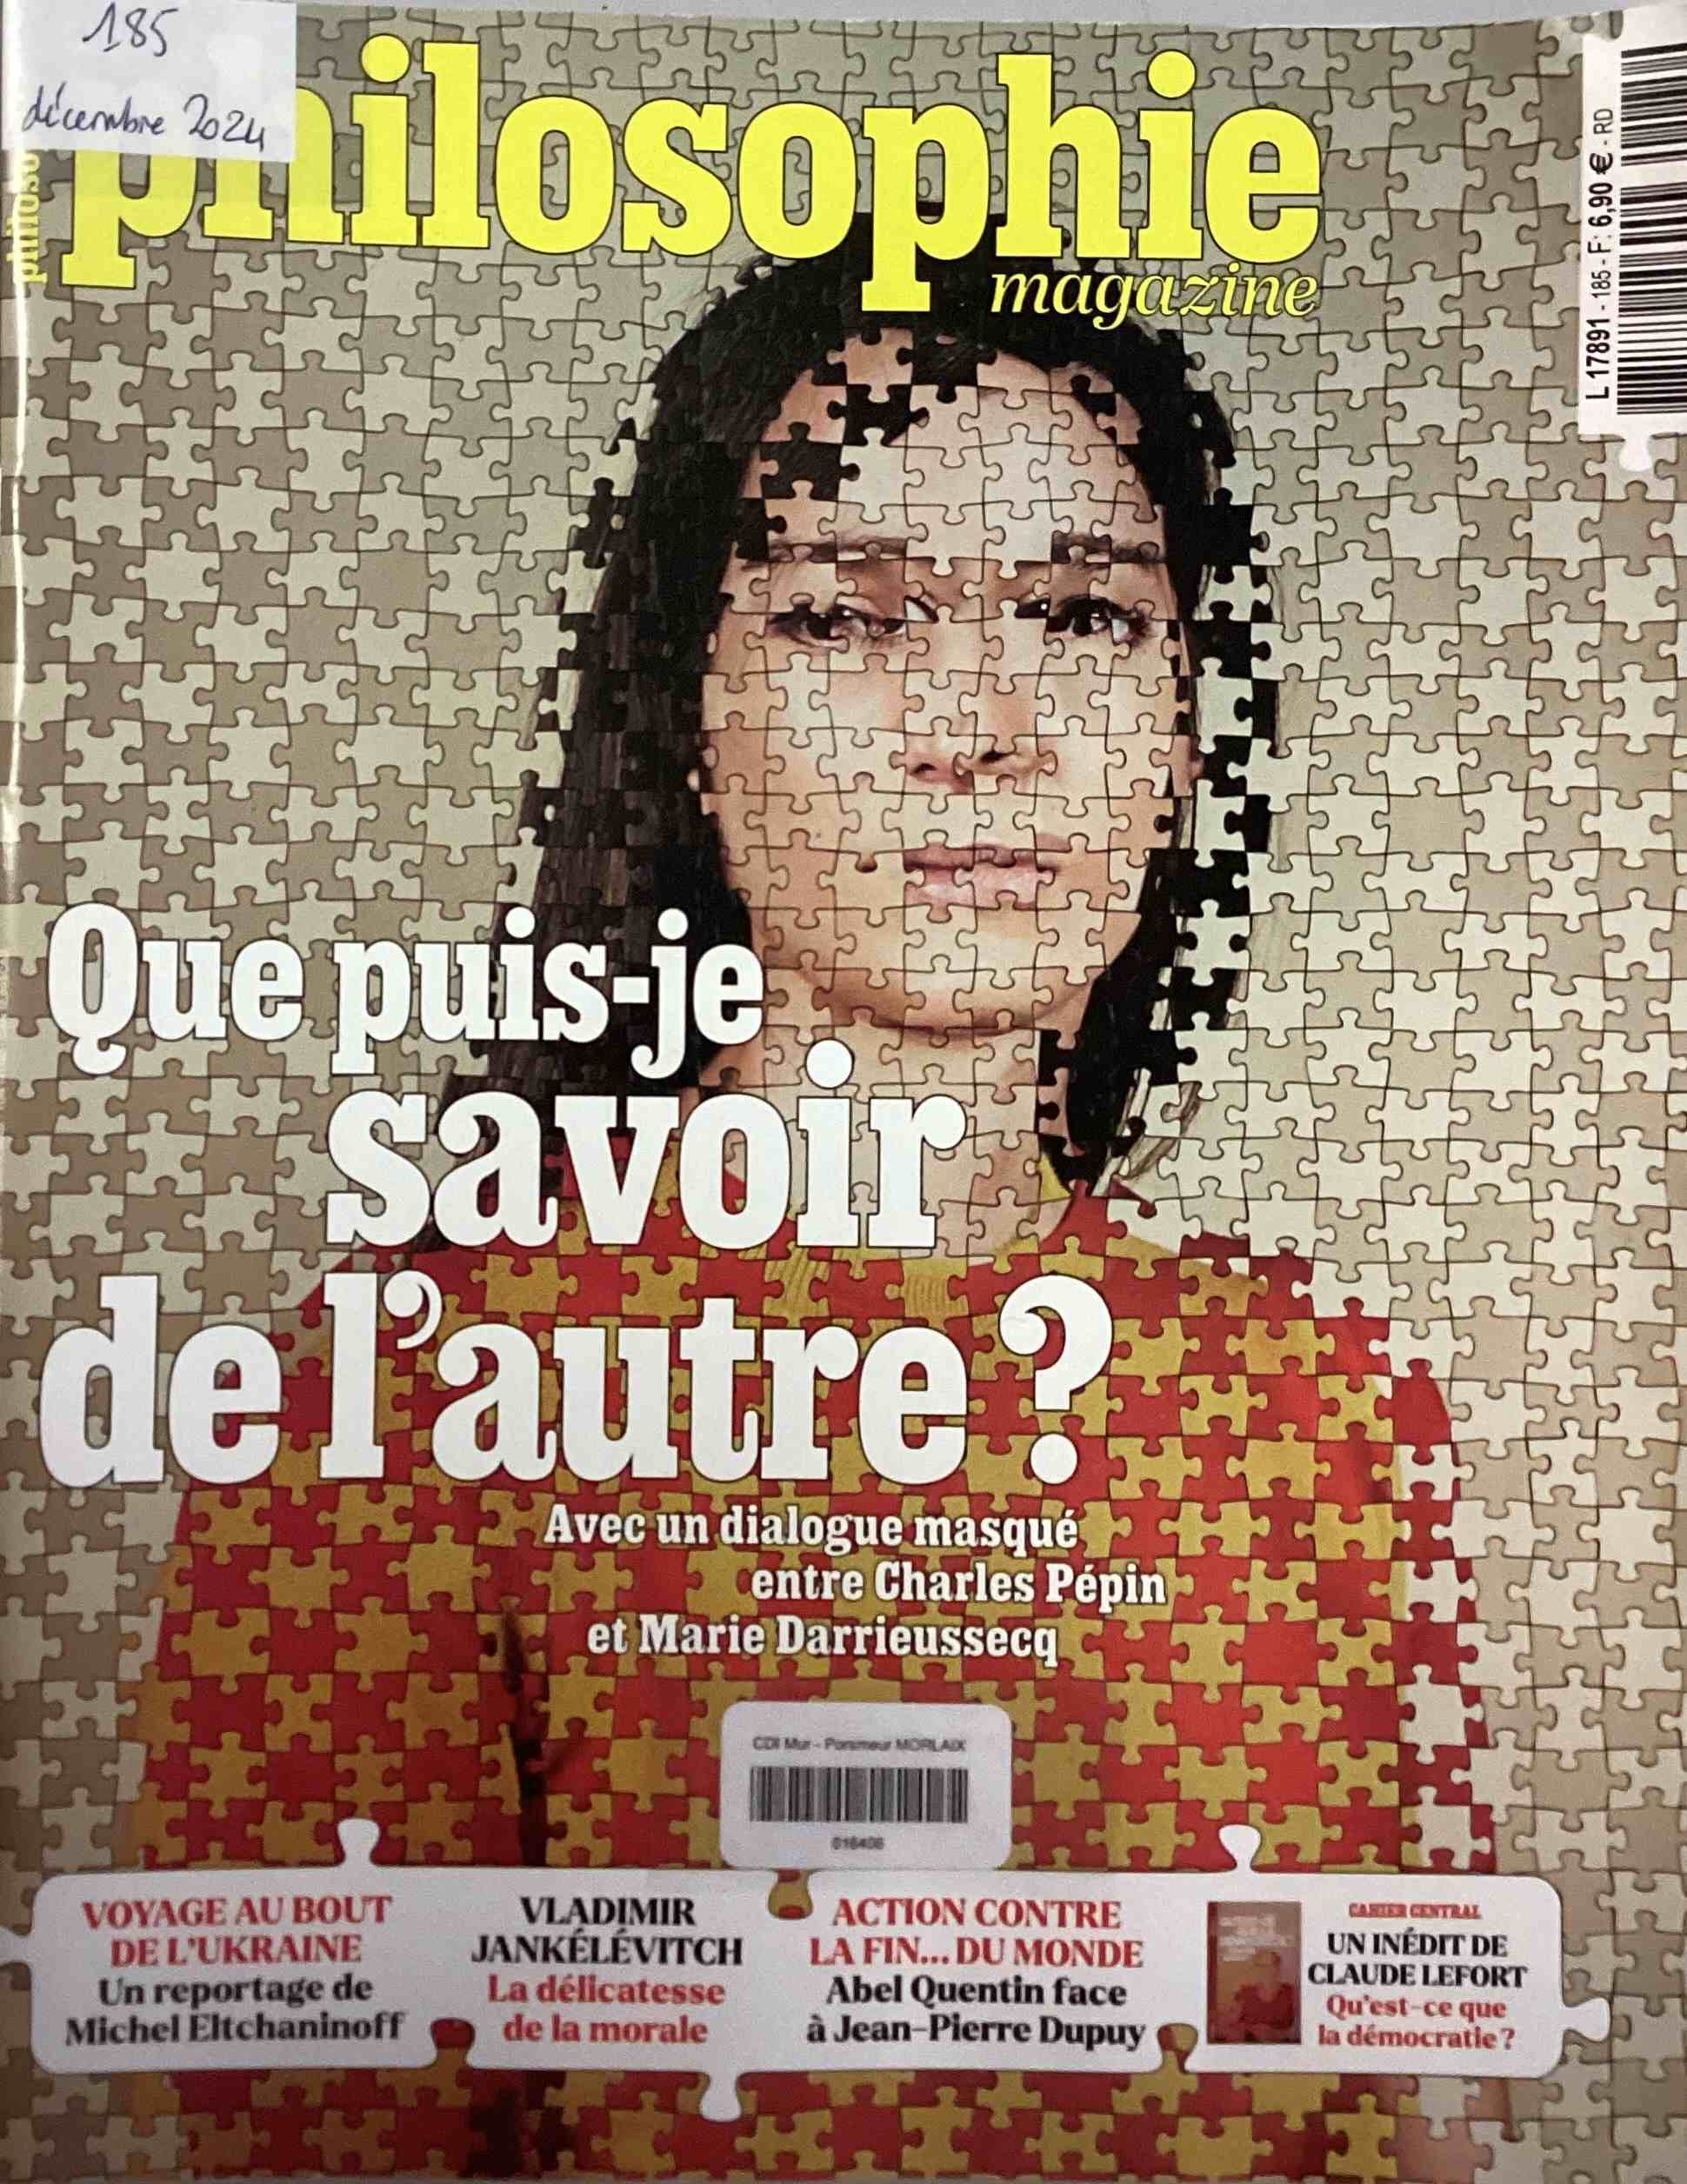 185
décembre 2024
philosophie
magazine
L 17891 - 185 - F: 6,90 € - RD
Que puis-je
savoir
de l'autre ?
Avec un dialogue masqué
entre Charles Pépin
et Marie Darrieussecq
CDI Mur - Porsmeur MORLAIX
016406
VOYAGE AU BOUT
DE L'UKRAINE
Un reportage de
Michel Eltchaninoff
VLADIMIR
JANKÉLÉVITCH
La délicatesse
de la morale
ACTION CONTRE
LA FIN... DU MONDE
Abel Quentin face
à Jean-Pierre Dupuy
CAHIER CENTRAL
UN INÉDIT DE
CLAUDE LEFORT
Qu'est-ce que
la démocratie ?